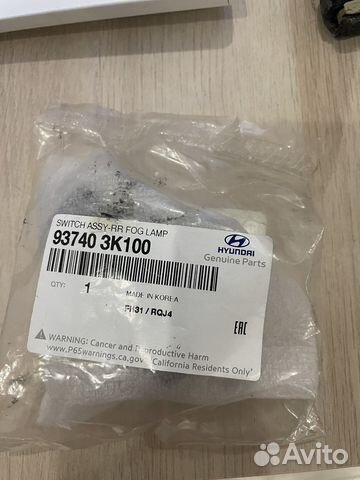 SWITCH ASSY-RR FOG LAMP
93740 3K100
HYUNDAI
Genuine Parts
QTY: 1
MADE IN KOREA
/ RQJ4
EAC
WARNING: Cancer and Reproductive Harm
www.P65warnings.ca.gov "California Residents Only"
Avito